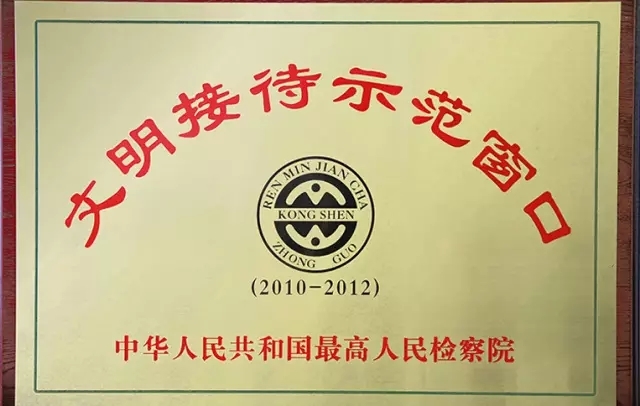 文明接待示范窗口
REN MIN JIAN CHA
KONG SHEN
ZHONG GUO
(2010-2012)
中华人民共和国最高人民检察院